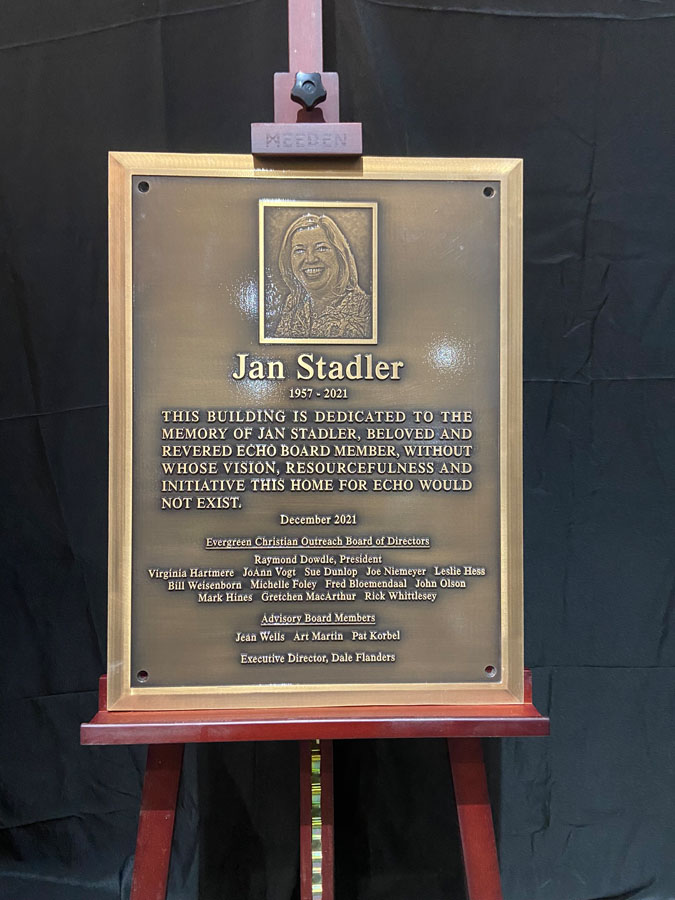 MEEDEN
Jan Stadler
1957 - 2021
THIS BUILDING IS DEDICATED TO THE
MEMORY OF JAN STADLER, BELOVED AND
REVERED ECHO BOARD MEMBER, WITHOUT
WHOSE VISION, RESOURCEFULNESS AND
INITIATIVE THIS HOME FOR ECHO WOULD
NOT EXIST.
December 2021
Evergreen Christian Outreach Board of Directors
Raymond Dowdle, President
Virginia Hartmere JoAnn Vogt Sue Dunlop Joe Niemeyer Leslie Hess
Bill Weisenborn Michelle Foley Fred Bloemendaal John Olson
Mark Hines Gretchen MacArthur Rick Whittlesey
Advisory Board Members
Jean Wells Art Martin Pat Korbel
Executive Director, Dale Flanders